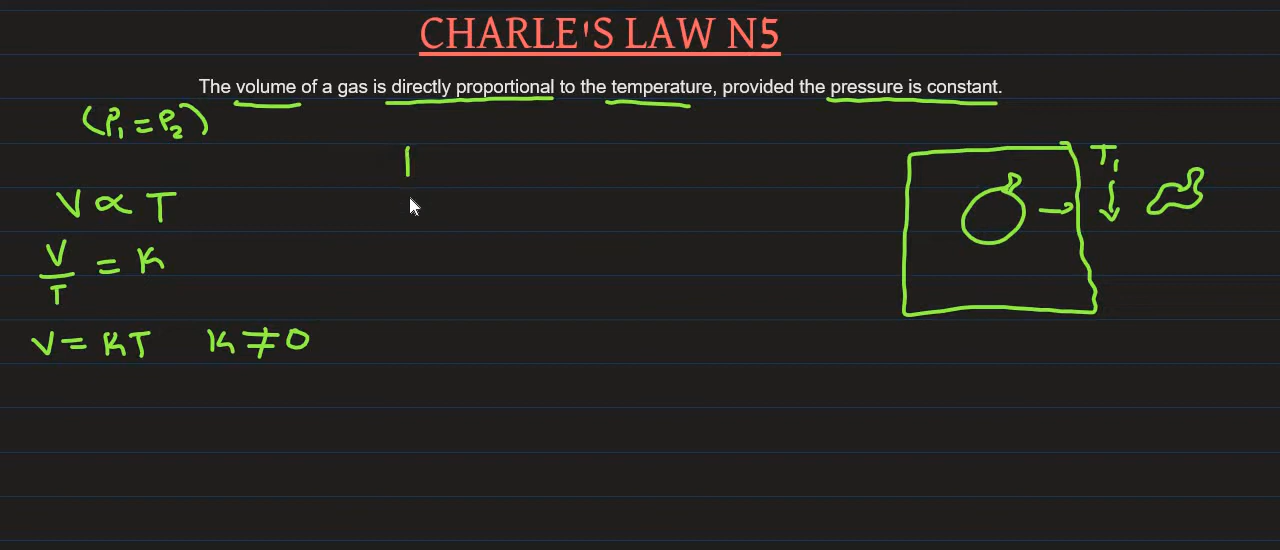 CHARLE'S LAW N5
The volume of a gas is directly proportional to the temperature, provided the pressure is constant.
(P₁ = P₂)
T₁
V ∝ T
V/T = K
V = KT K ≠ 0